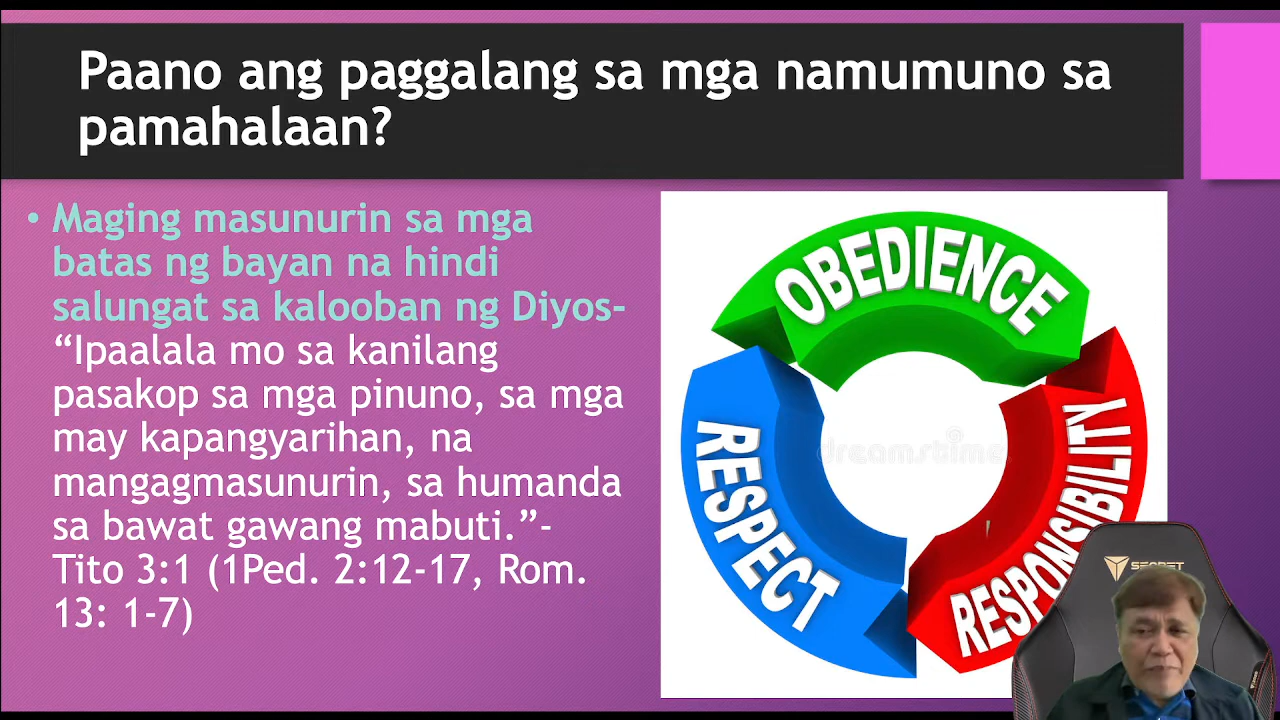 Paano ang paggalang sa mga namumuno sa
pamahalaan?
• Maging masunurin sa mga
batas ng bayan na hindi
salungat sa kalooban ng Diyos-
“Ipaalala mo sa kanilang
pasakop sa mga pinuno, sa mga
may kapangyarihan, na
mangagmasunurin, sa humanda
sa bawat gawang mabuti.”-
Tito 3:1 (1Ped. 2:12-17, Rom.
13: 1-7)
OBEDIENCE
RESPONSIBILITY
RESPECT
dreamstime